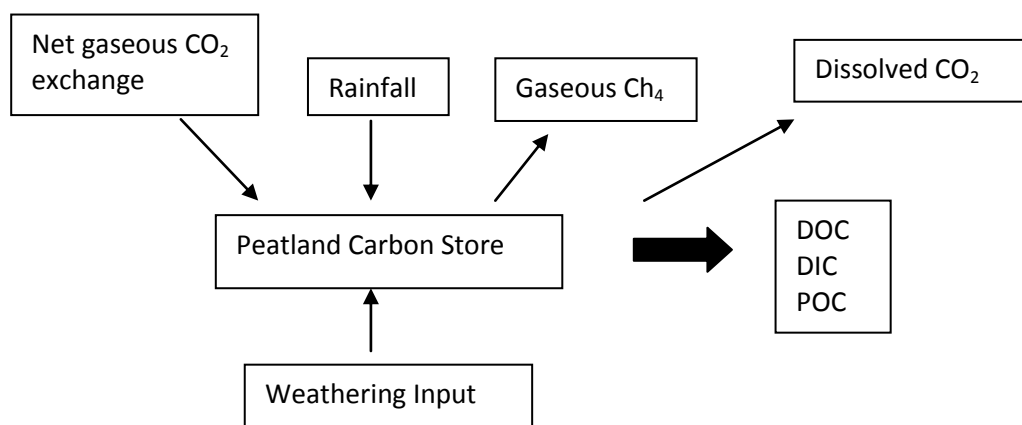 Net gaseous CO₂
exchange
Rainfall
Gaseous Ch₄
Dissolved CO₂
Peatland Carbon Store
DOC
DIC
POC
Weathering Input